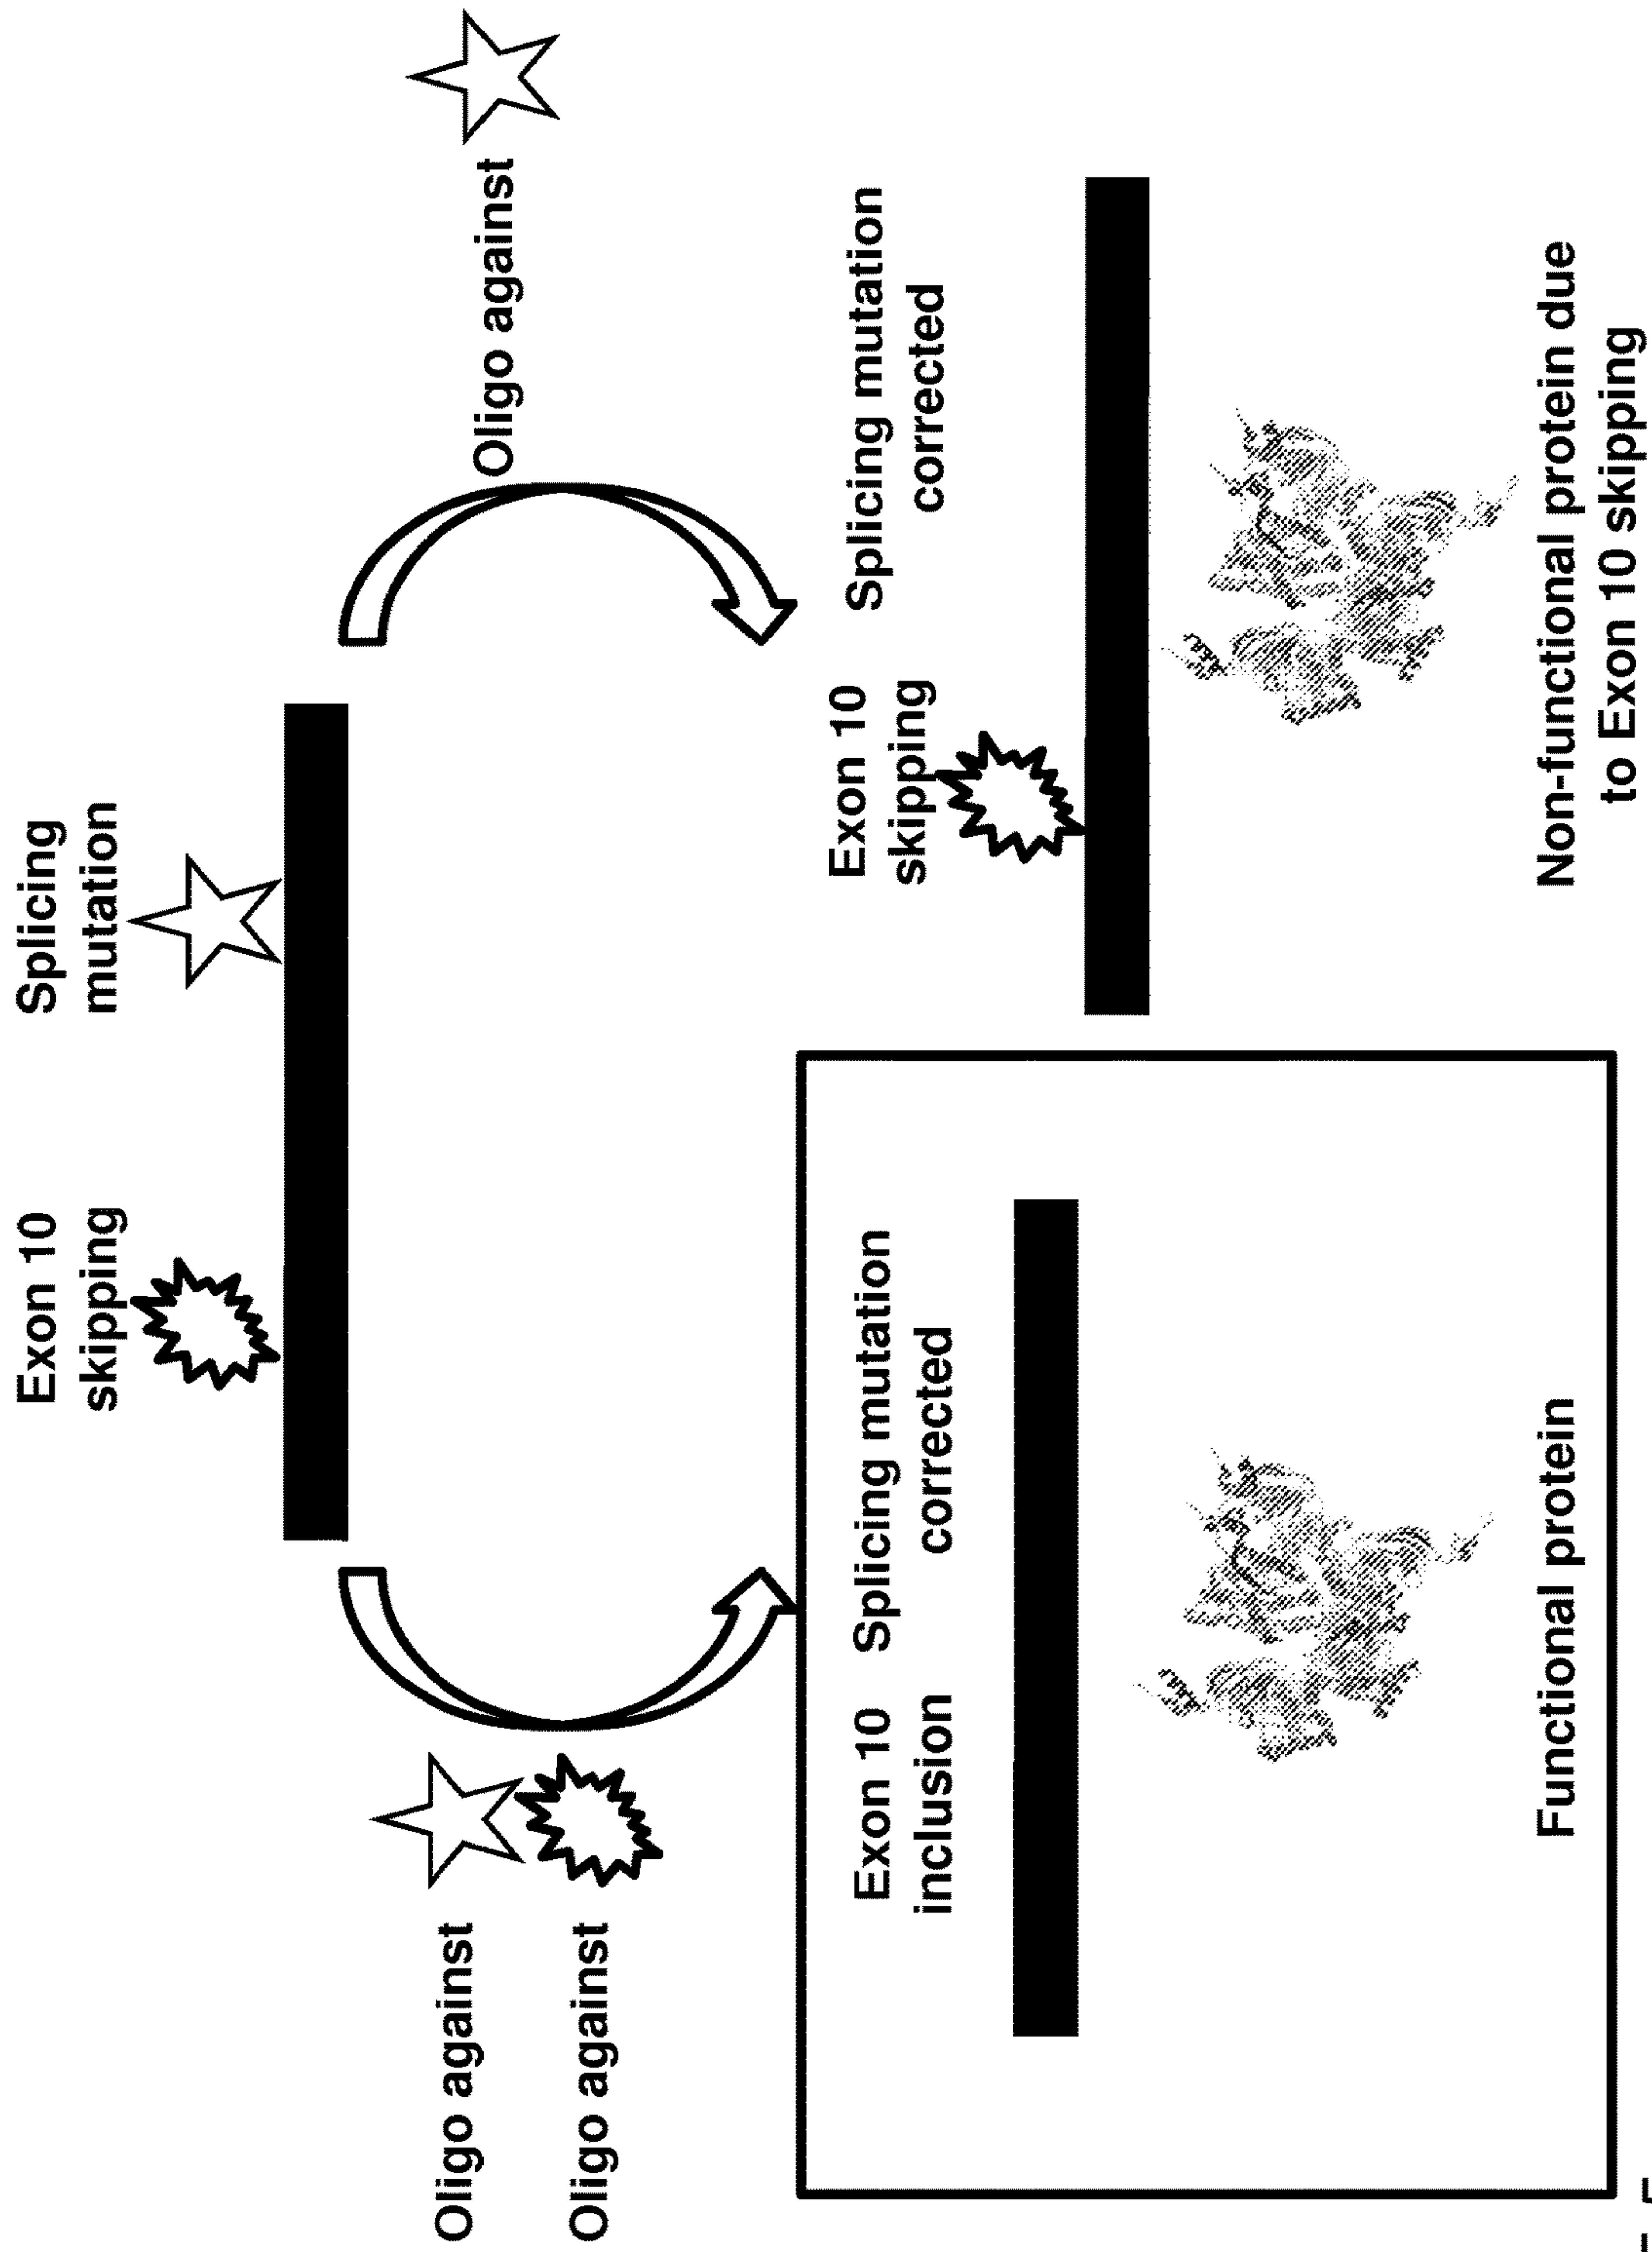 Exon 10
skipping
Splicing
mutation
Oligo against
Oligo against
Oligo against
Exon 10
inclusion
Splicing mutation
corrected
Functional protein
Exon 10
skipping
Splicing mutation
corrected
Non-functional protein due
to Exon 10 skipping